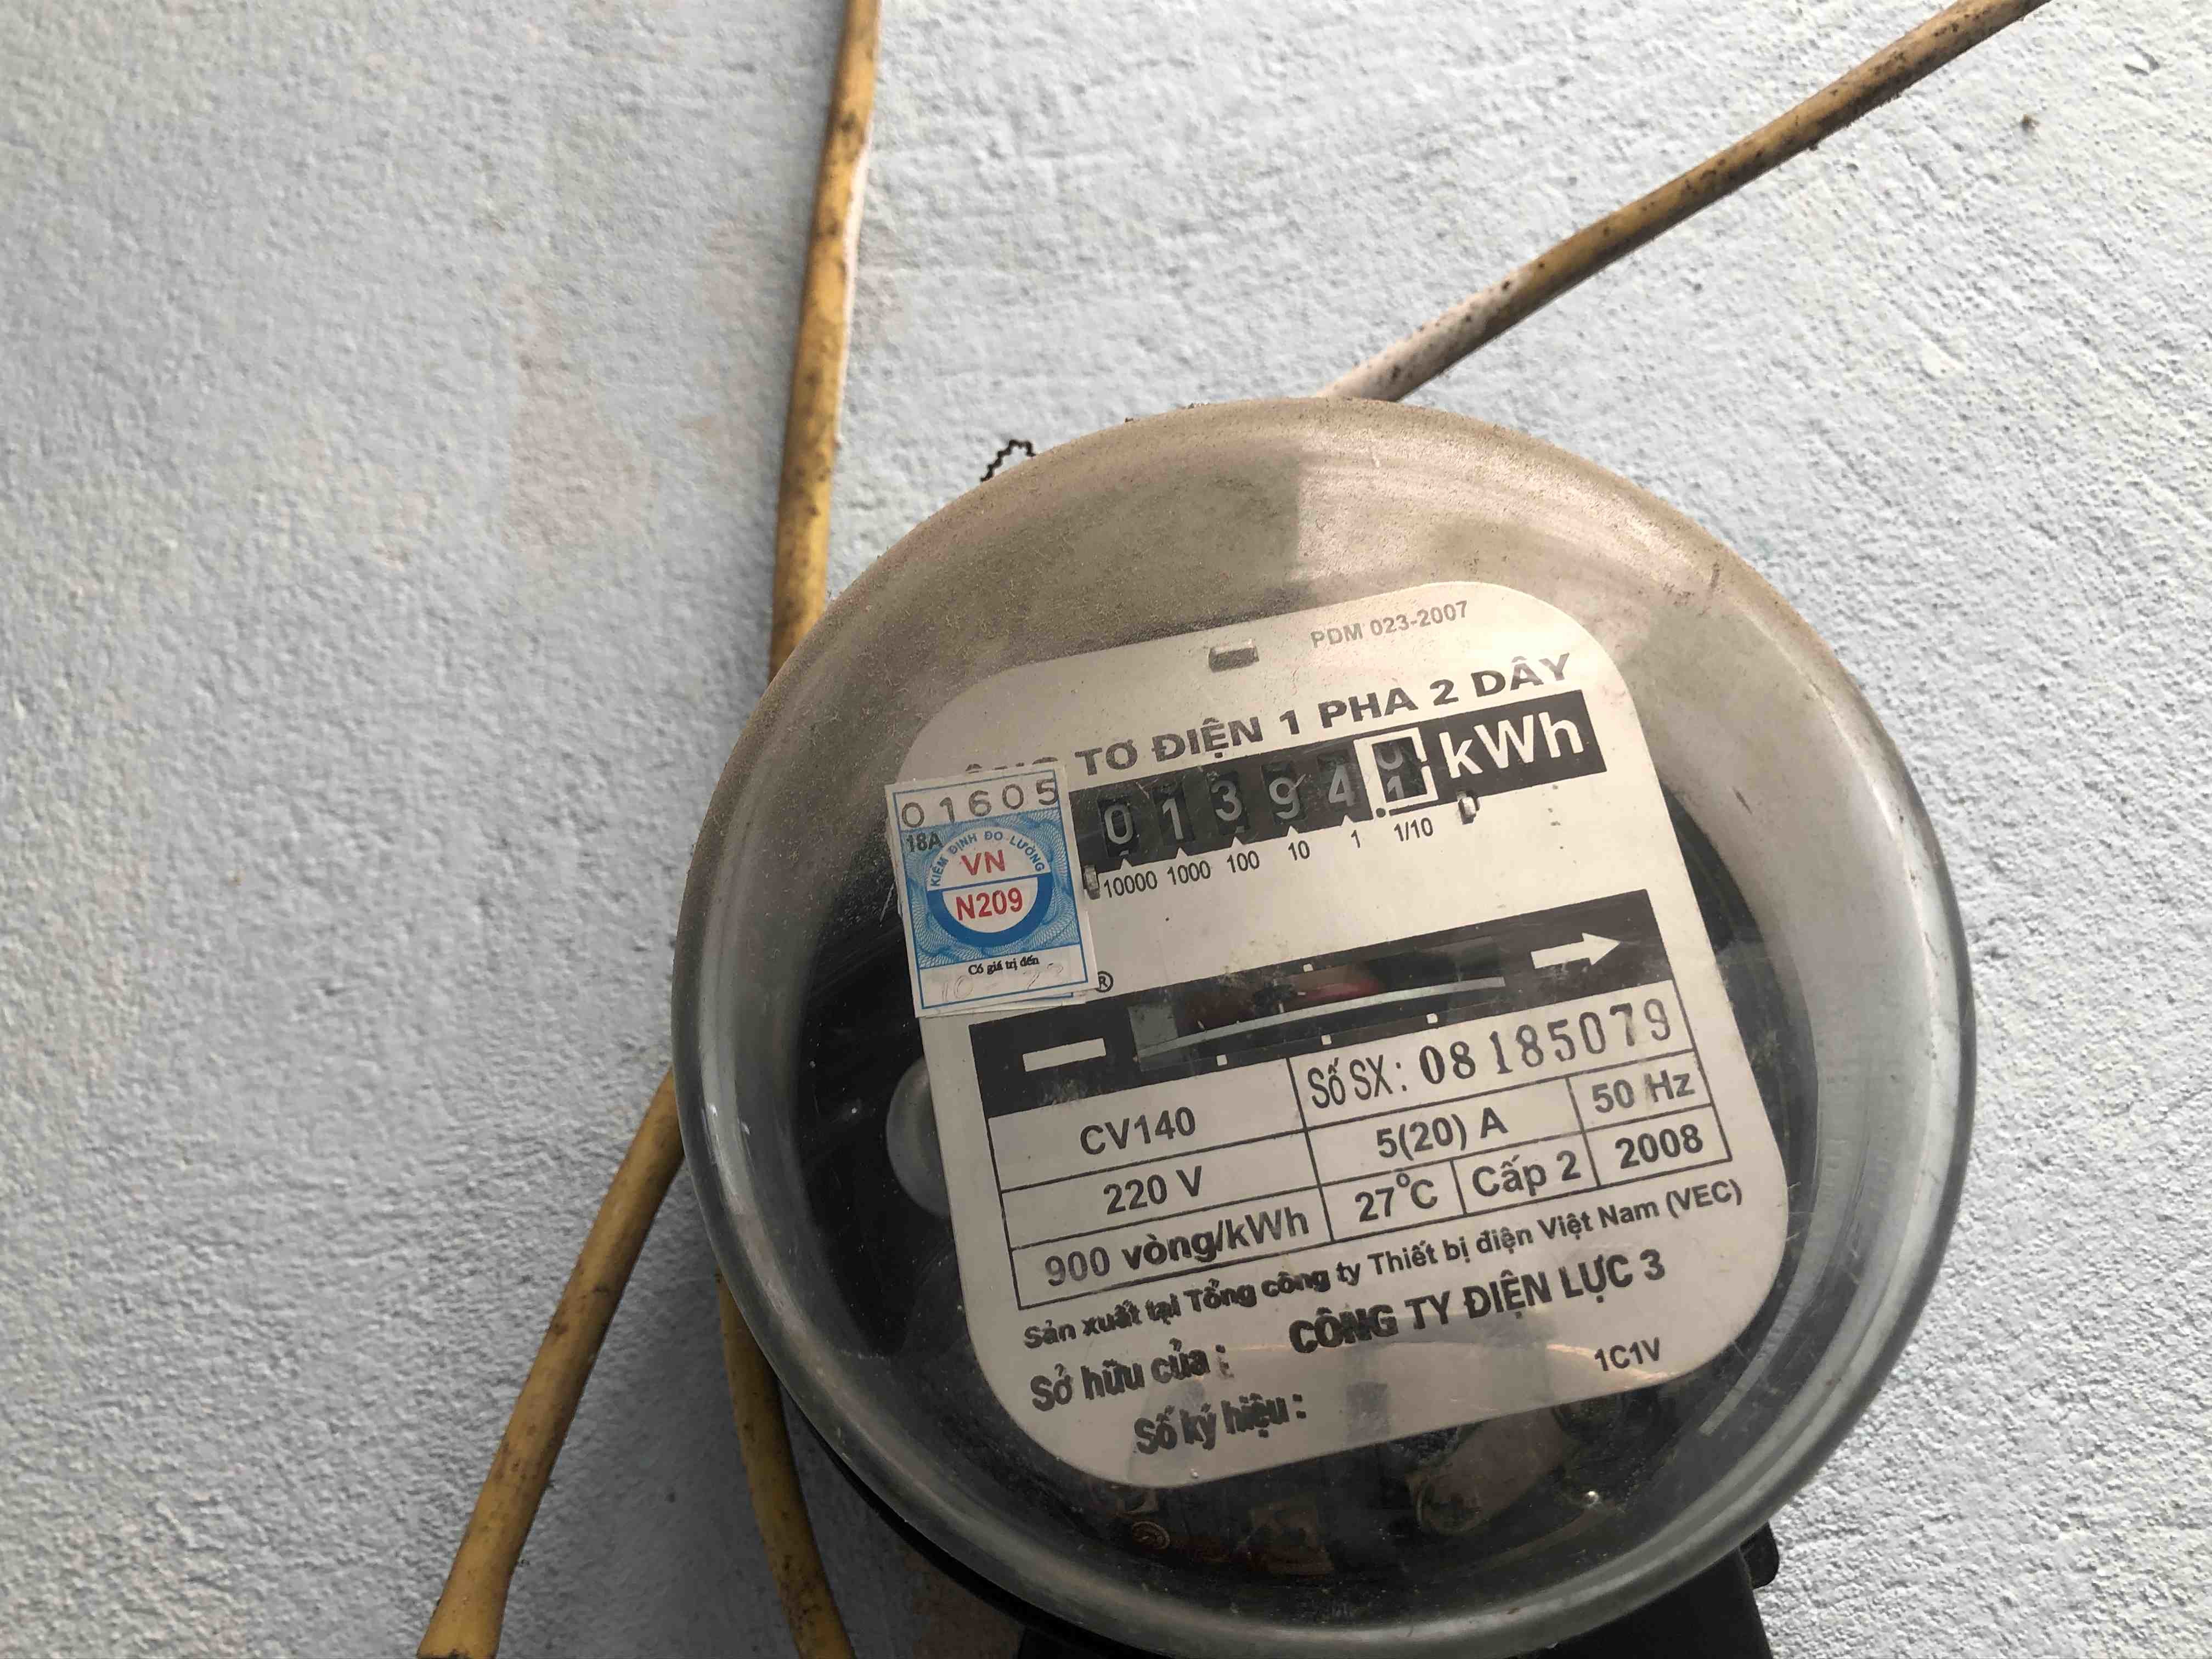 PDM 023-2007
TƠ ĐIỆN 1 PHA 2 DÂY
01394 kWh
10000 1000 100 10 1 1/10
01605
18A
KIỂM ĐỊNH ĐO LƯỜNG
VN
N209
Có giá trị đến
®
Số SX: 08185079
CV140 5(20) A 50 Hz
220 V 27°C Cấp 2 2008
900 vòng/kWh
Sản xuất tại Tổng công ty Thiết bị điện Việt Nam (VEC)
Sở hữu của : CÔNG TY ĐIỆN LỰC 3
Số ký hiệu : 1C1V